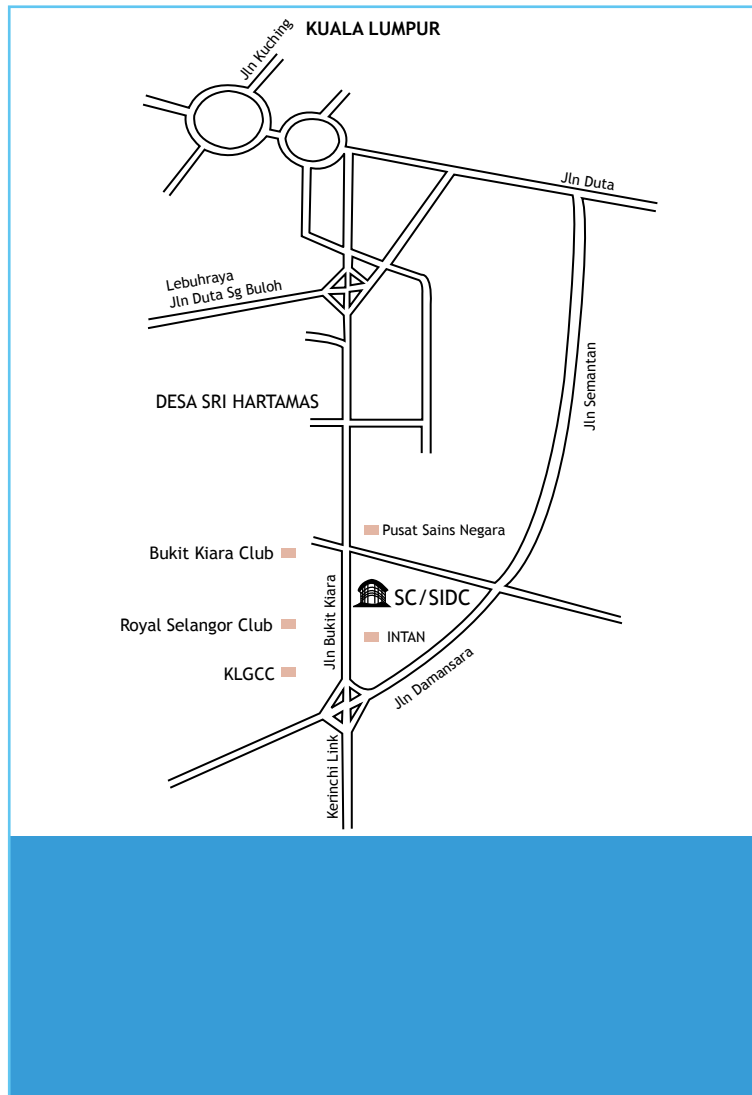 KUALA LUMPUR
Jln Kuching
Jln Duta
Lebuhraya
Jln Duta Sg Buloh
Jln Semantan
DESA SRI HARTAMAS
Pusat Sains Negara
Bukit Kiara Club
SC/SIDC
Jln Bukit Kiara
Royal Selangor Club
INTAN
KLGCC
Jln Damansara
Kerinchi Link